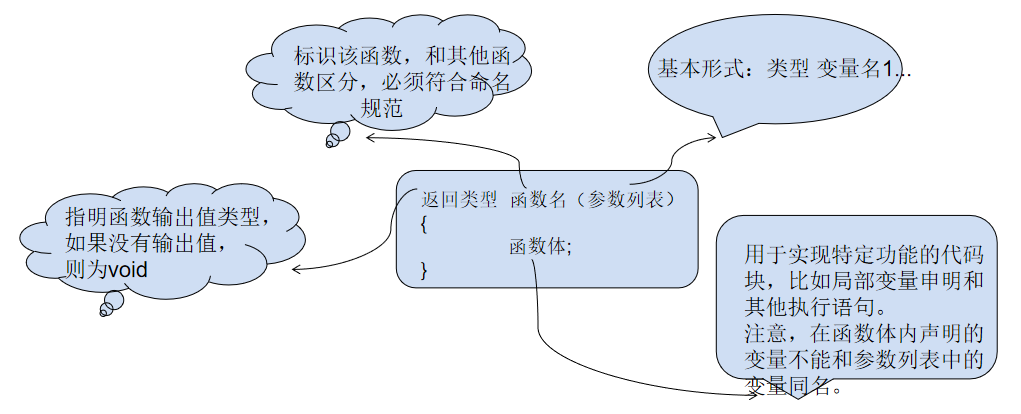 标识该函数，和其他函
数区分，必须符合命名
规范
基本形式：类型 变量名1...
返回类型 函数名（参数列表）
{
函数体;
}
指明函数输出值类型，
如果没有输出值，
则为void
用于实现特定功能的代码
块，比如局部变量申明和
其他执行语句。
注意，在函数体内声明的
变量不能和参数列表中的
变量同名。